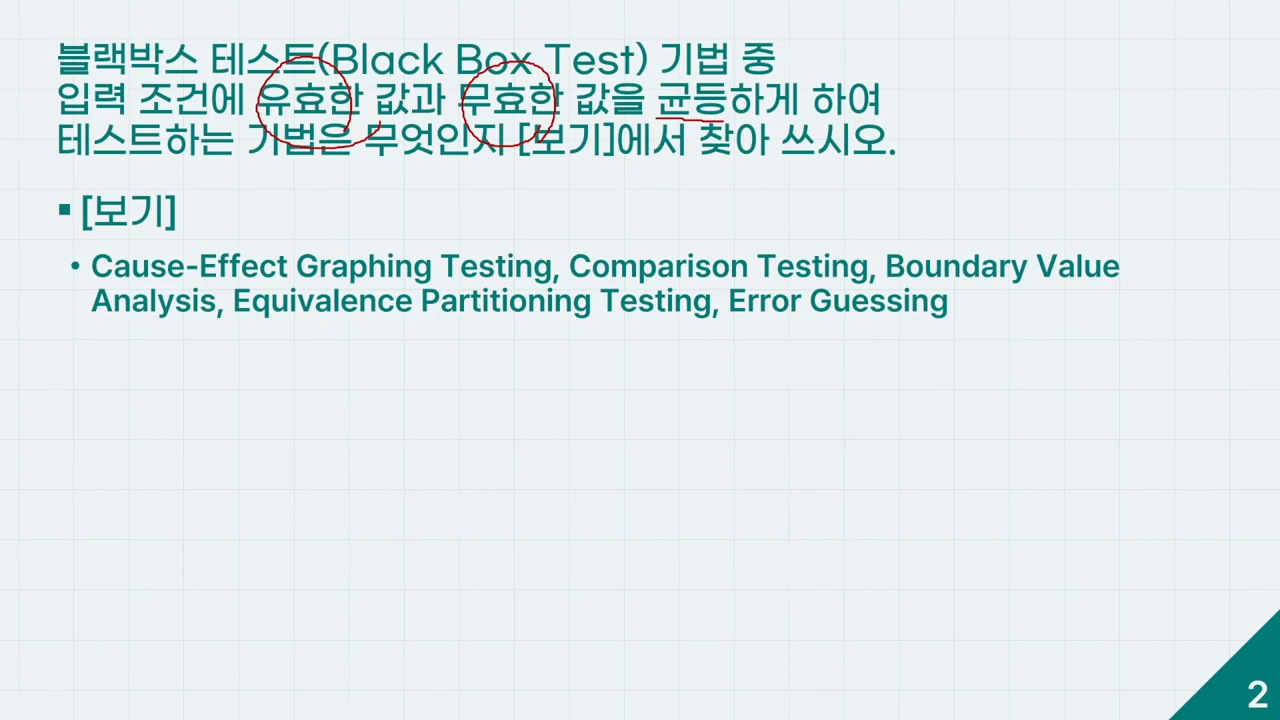 블랙박스 테스트(Black Box Test) 기법 중
입력 조건에 유효한 값과 무효한 값을 균등하게 하여
테스트하는 기법은 무엇인지 [보기]에서 찾아 쓰시오.
▪ [보기]
• Cause-Effect Graphing Testing, Comparison Testing, Boundary Value
Analysis, Equivalence Partitioning Testing, Error Guessing
2